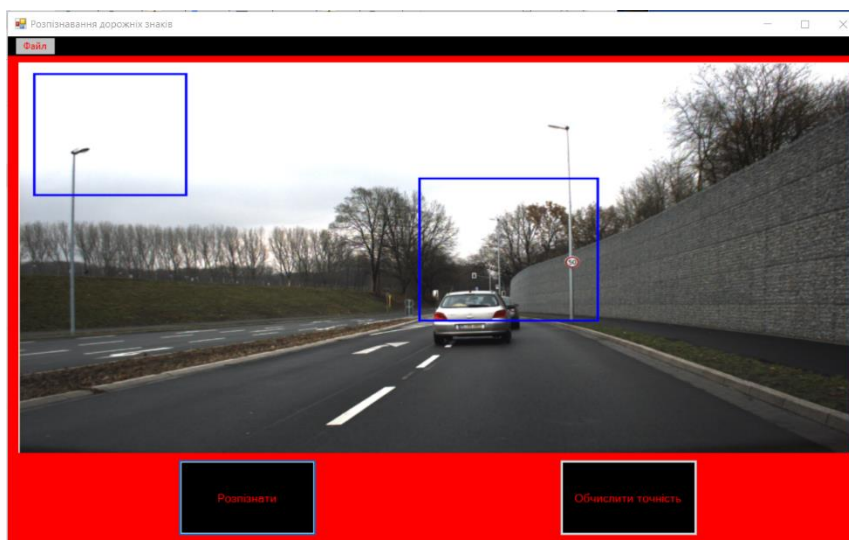 Розпізнавання дорожніх знаків
Файл
Розпізнати
Обчислити точність